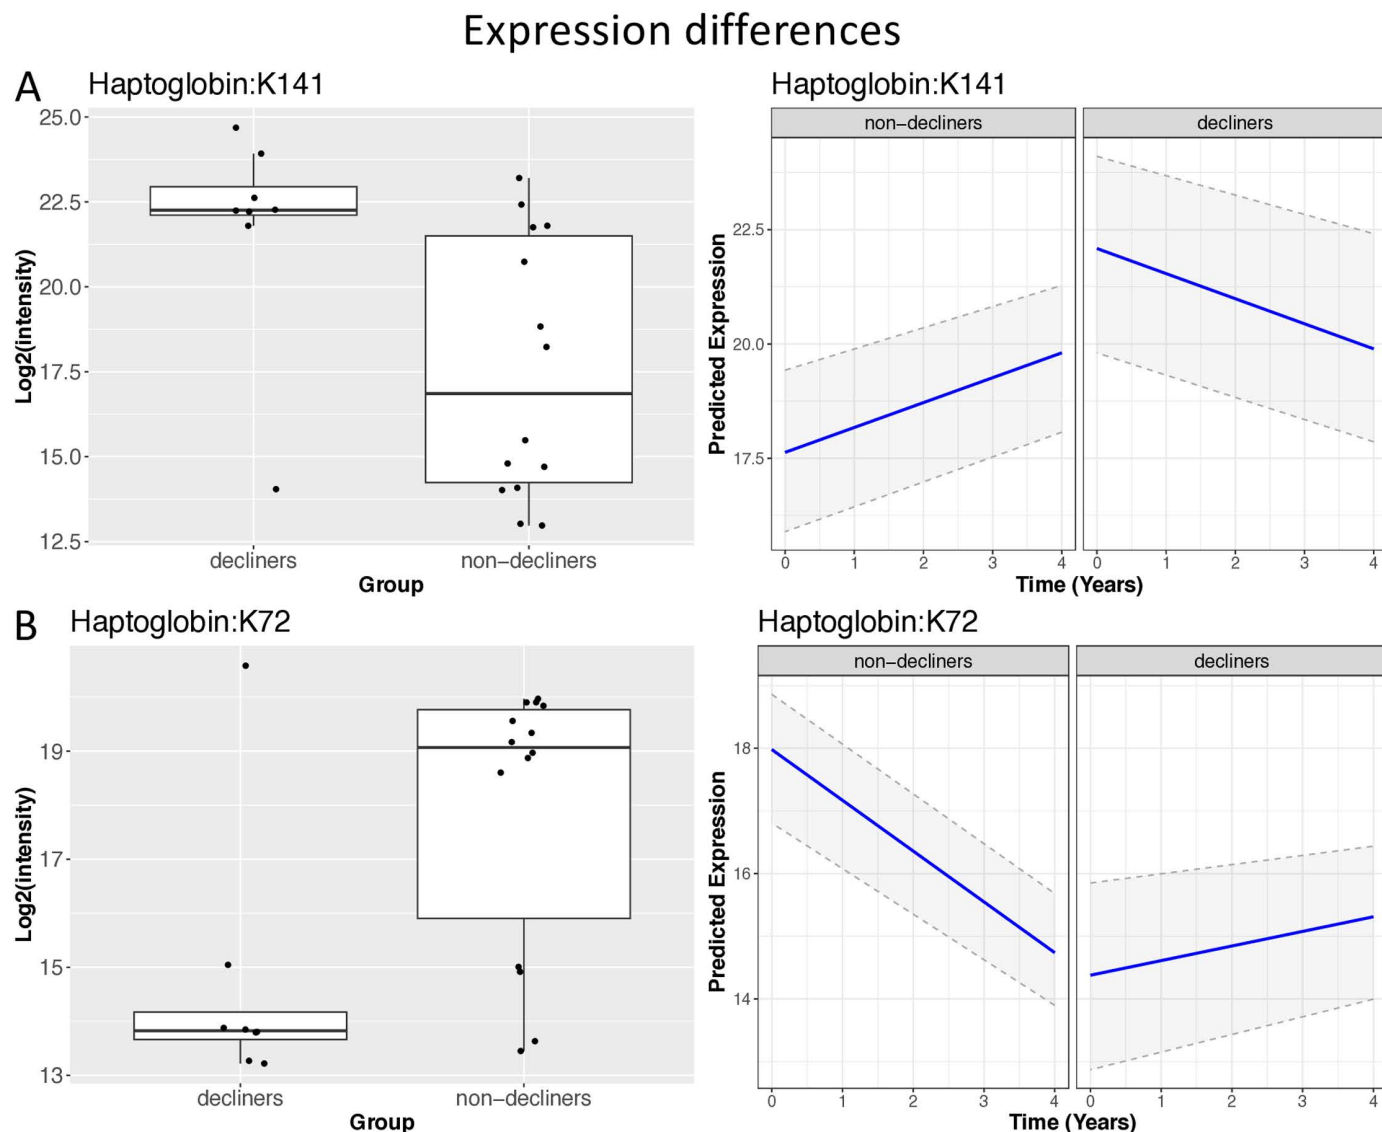 Expression differences
A
Haptoglobin:K141
25.0
22.5
20.0
17.5
15.0
12.5
Log2(intensity)
decliners non−decliners
Group
Haptoglobin:K141
non−decliners decliners
22.5
20.0
17.5
Predicted Expression
0 1 2 3 4 0 1 2 3 4
Time (Years)
B
Haptoglobin:K72
19
17
15
13
Log2(intensity)
decliners non−decliners
Group
Haptoglobin:K72
non−decliners decliners
18
16
14
Predicted Expression
0 1 2 3 4 0 1 2 3 4
Time (Years)